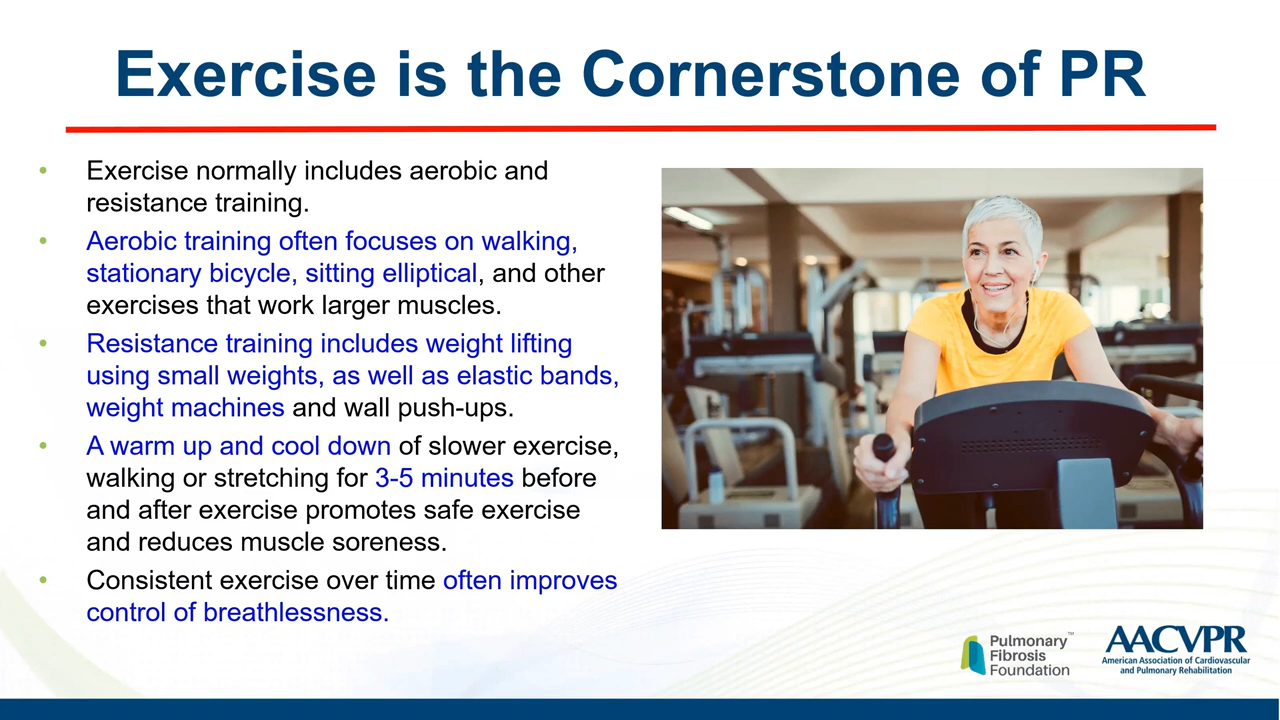 Exercise is the Cornerstone of PR
• Exercise normally includes aerobic and
resistance training.
• Aerobic training often focuses on walking,
stationary bicycle, sitting elliptical, and other
exercises that work larger muscles.
• Resistance training includes weight lifting
using small weights, as well as elastic bands,
weight machines and wall push-ups.
• A warm up and cool down of slower exercise,
walking or stretching for 3-5 minutes before
and after exercise promotes safe exercise
and reduces muscle soreness.
• Consistent exercise over time often improves
control of breathlessness.
Pulmonary™
Fibrosis
Foundation
AACVPR
American Association of Cardiovascular
and Pulmonary Rehabilitation